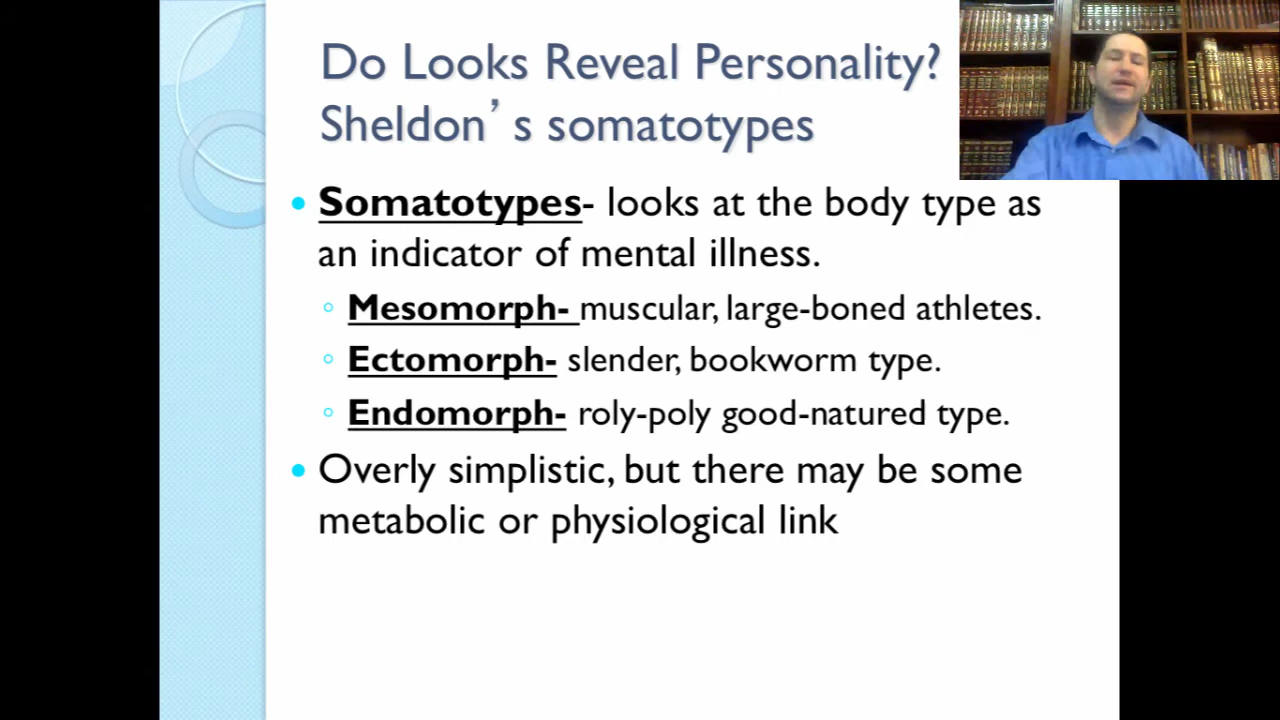 Do Looks Reveal Personality?
Sheldon’s somatotypes
Somatotypes- looks at the body type as
an indicator of mental illness.
Mesomorph- muscular, large-boned athletes.
Ectomorph- slender, bookworm type.
Endomorph- roly-poly good-natured type.
Overly simplistic, but there may be some
metabolic or physiological link